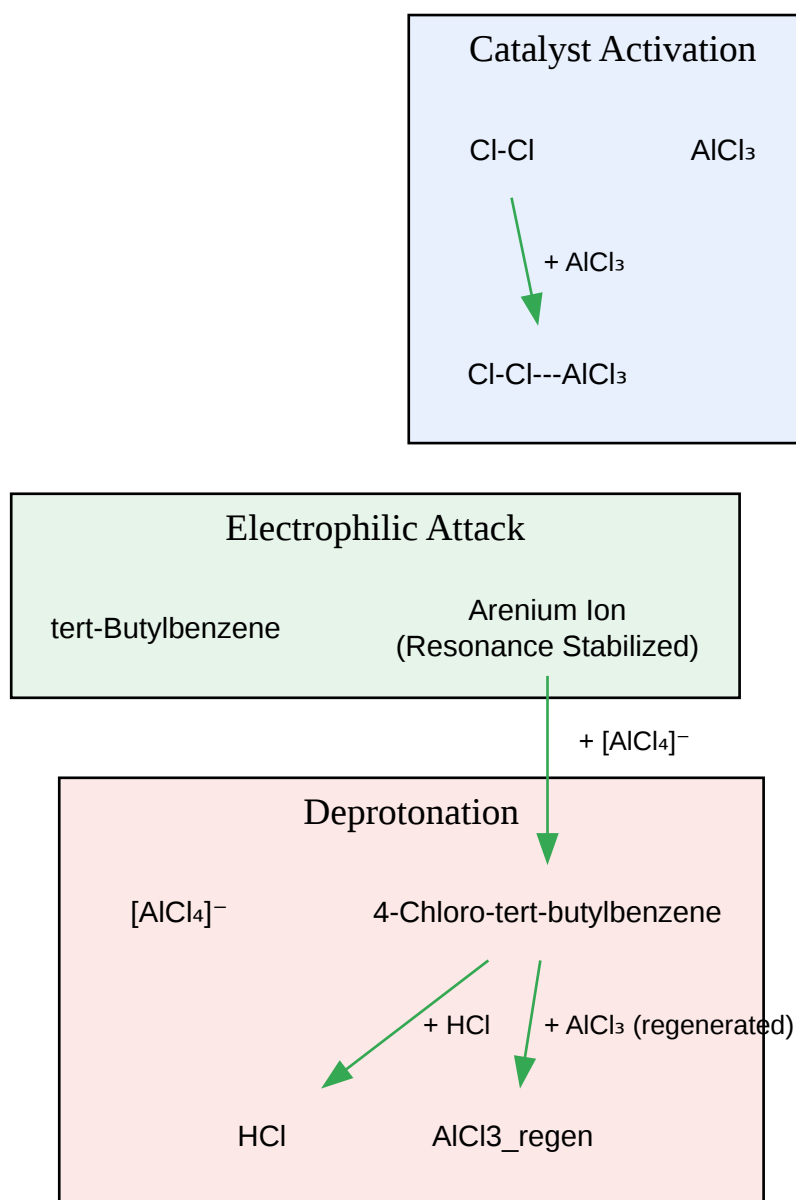 Catalyst Activation
Cl-Cl
AlCl₃
+ AlCl₃
Cl-Cl---AlCl₃
Electrophilic Attack
tert-Butylbenzene
Arenium Ion
(Resonance Stabilized)
+ [AlCl₄]⁻
Deprotonation
[AlCl₄]⁻
4-Chloro-tert-butylbenzene
+ HCl
+ AlCl₃ (regenerated)
HCl
AlCl3_regen